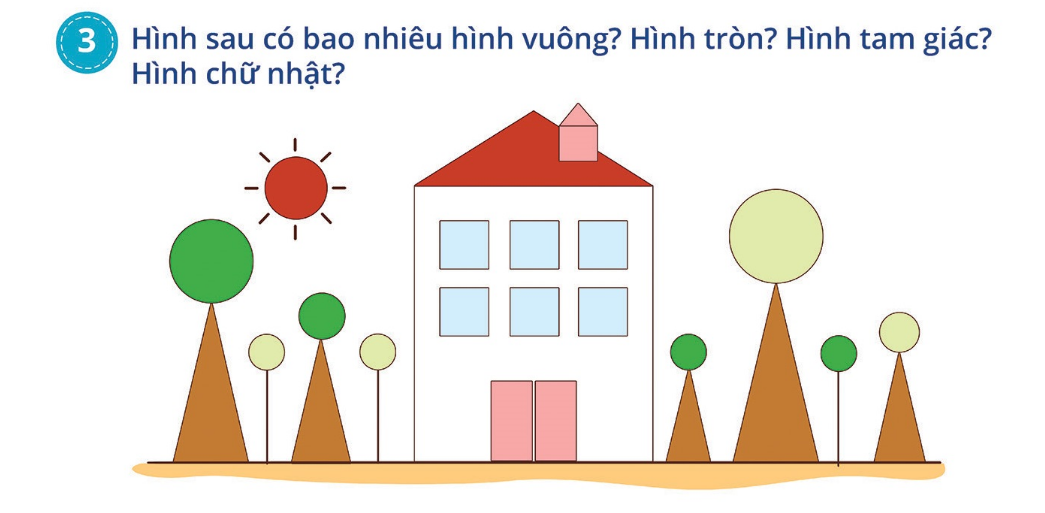 3 Hình sau có bao nhiêu hình vuông? Hình tròn? Hình tam giác?
Hình chữ nhật?